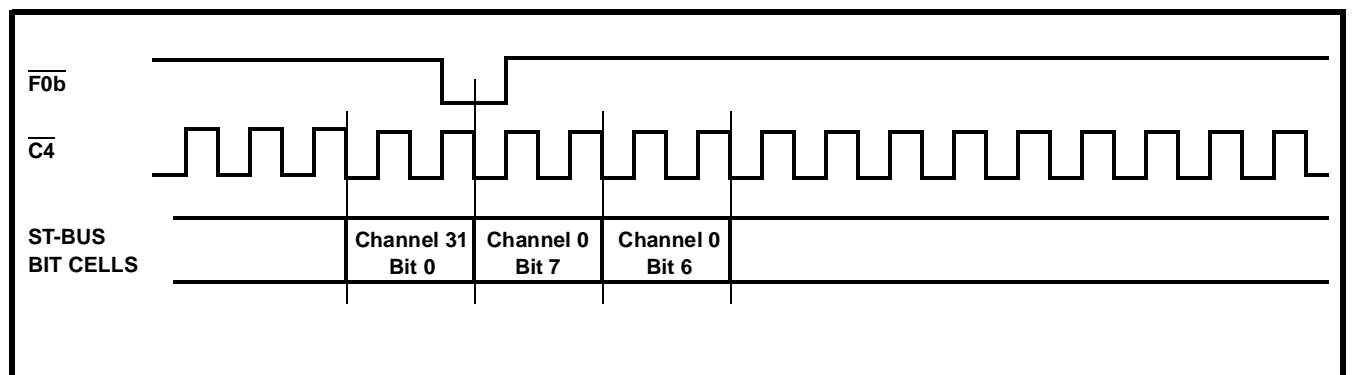 F0b
C4
ST-BUS
BIT CELLS
Channel 31
Bit 0
Channel 0
Bit 7
Channel 0
Bit 6